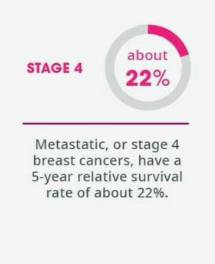 STAGE 4
about
22%
Metastatic, or stage 4
breast cancers, have a
5-year relative survival
rate of about 22%.